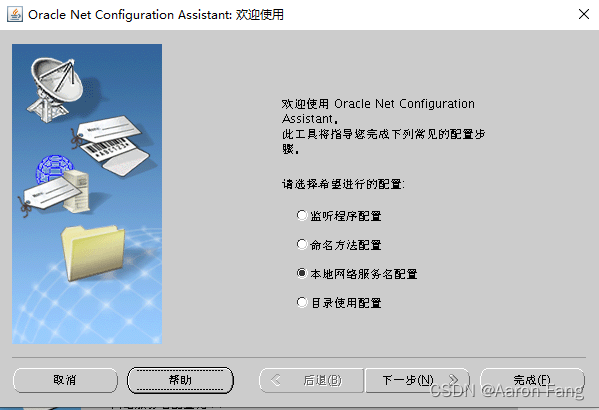 Oracle Net Configuration Assistant: 欢迎使用
欢迎使用 Oracle Net Configuration
Assistant。
此工具将指导您完成下列常见的配置步
骤。
请选择希望进行的配置:
监听程序配置
命名方法配置
本地网络服务名配置
目录使用配置
取消
帮助
后退(B)
下一步(N)
完成(F)
CSDN @Aaron Fang